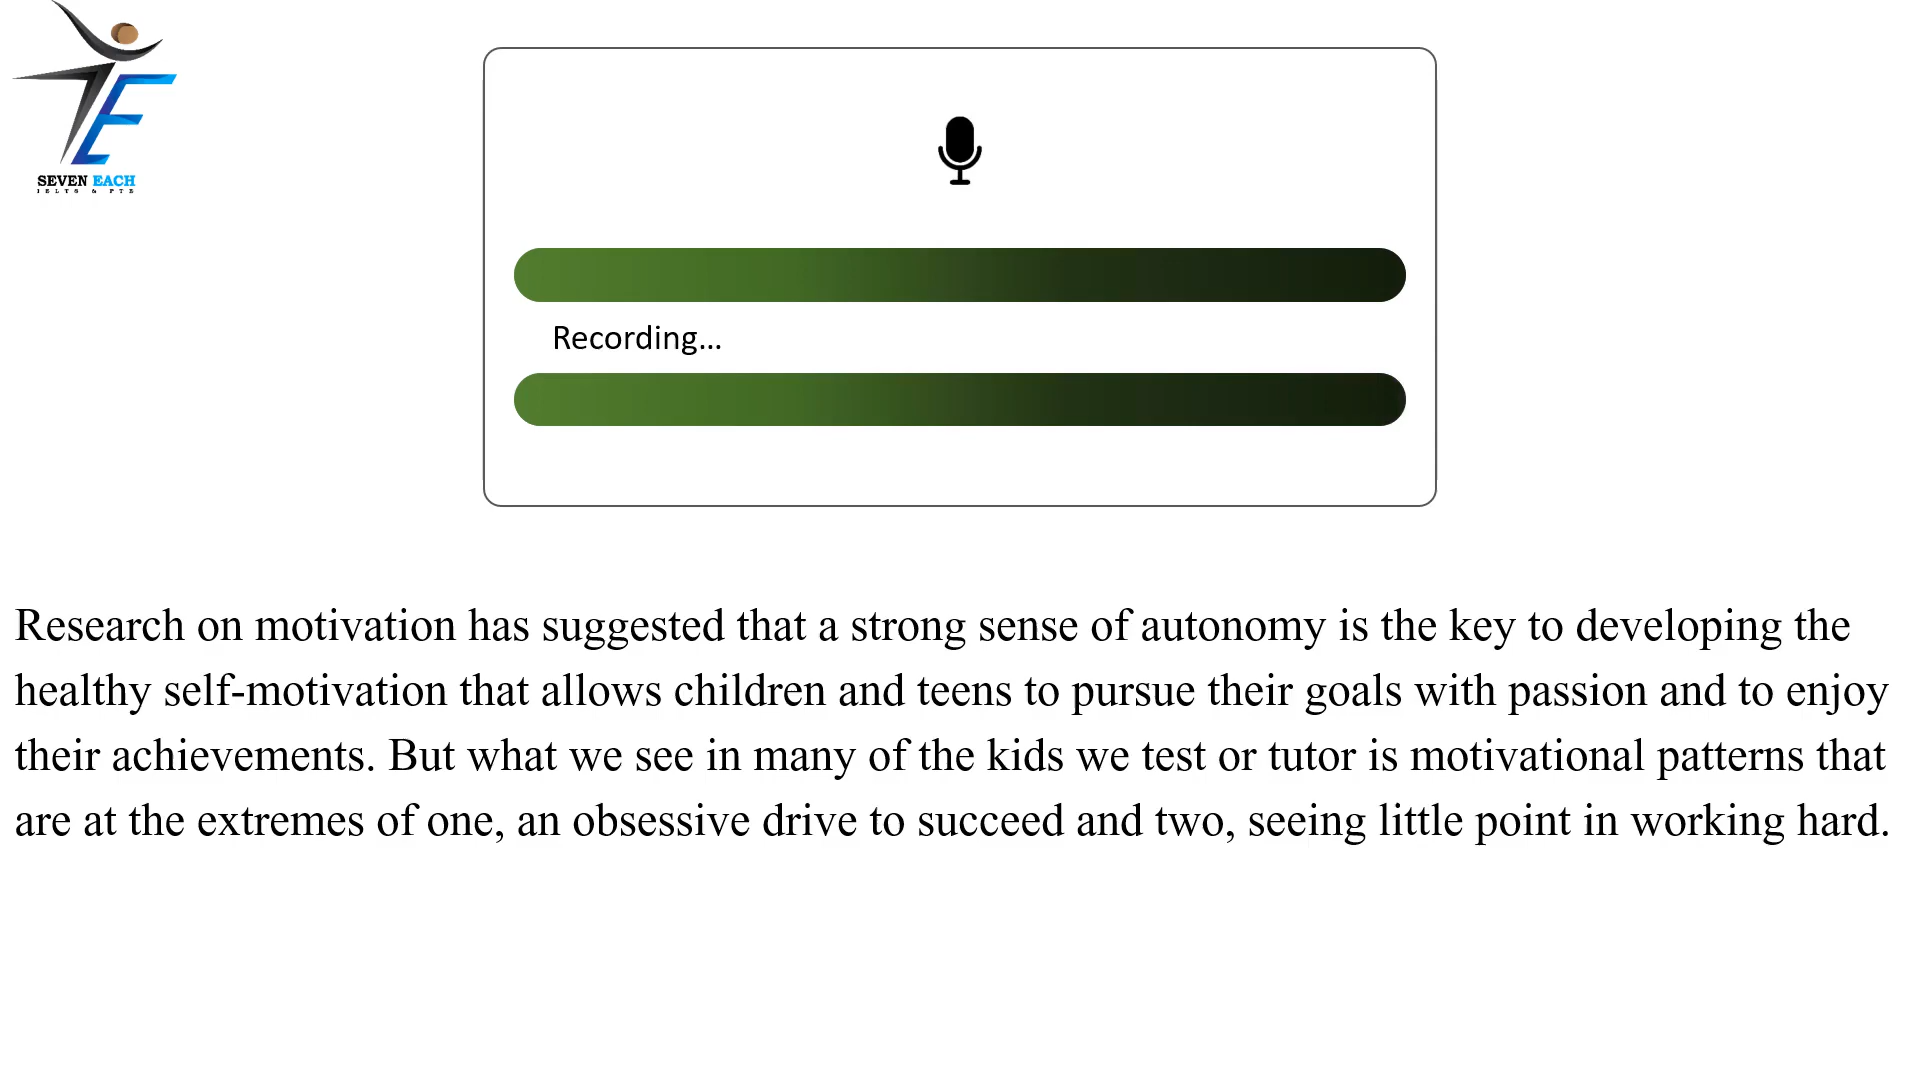 SEVEN EACH
IELTS & PTE
Recording...
Research on motivation has suggested that a strong sense of autonomy is the key to developing the
healthy self-motivation that allows children and teens to pursue their goals with passion and to enjoy
their achievements. But what we see in many of the kids we test or tutor is motivational patterns that
are at the extremes of one, an obsessive drive to succeed and two, seeing little point in working hard.